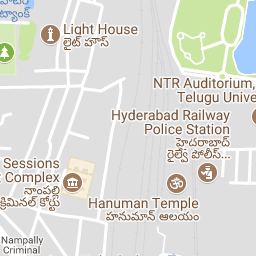 ట్యాంక్
Light House
లైట్ హౌస్
NTR Auditorium,
Telugu Unive
Hyderabad Railway
Police Station
హైదరాబాద్
రైల్వే పోలీస్...
Sessions
t Complex
నాంపల్లి
క్రిమినల్ కోర్టు
Hanuman Temple
హనుమాన్ ఆలయం
Nampally
Criminal